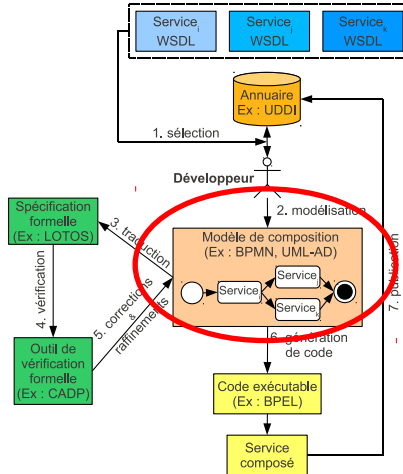 Service i
WSDL
Service j
WSDL
Service k
WSDL
Annuaire
Ex : UDDI
1. sélection
Développeur
2. modélisation
Spécification
formelle
(Ex : LOTOS)
3. traduction
Modèle de composition
(Ex : BPMN, UML-AD)
Service i
Service j
Service k
4. vérification
5. corrections
&
raffinements
Outil de
vérification
formelle
(Ex : CADP)
6. génération
de code
7. publication
Code exécutable
(Ex : BPEL)
Service
composé